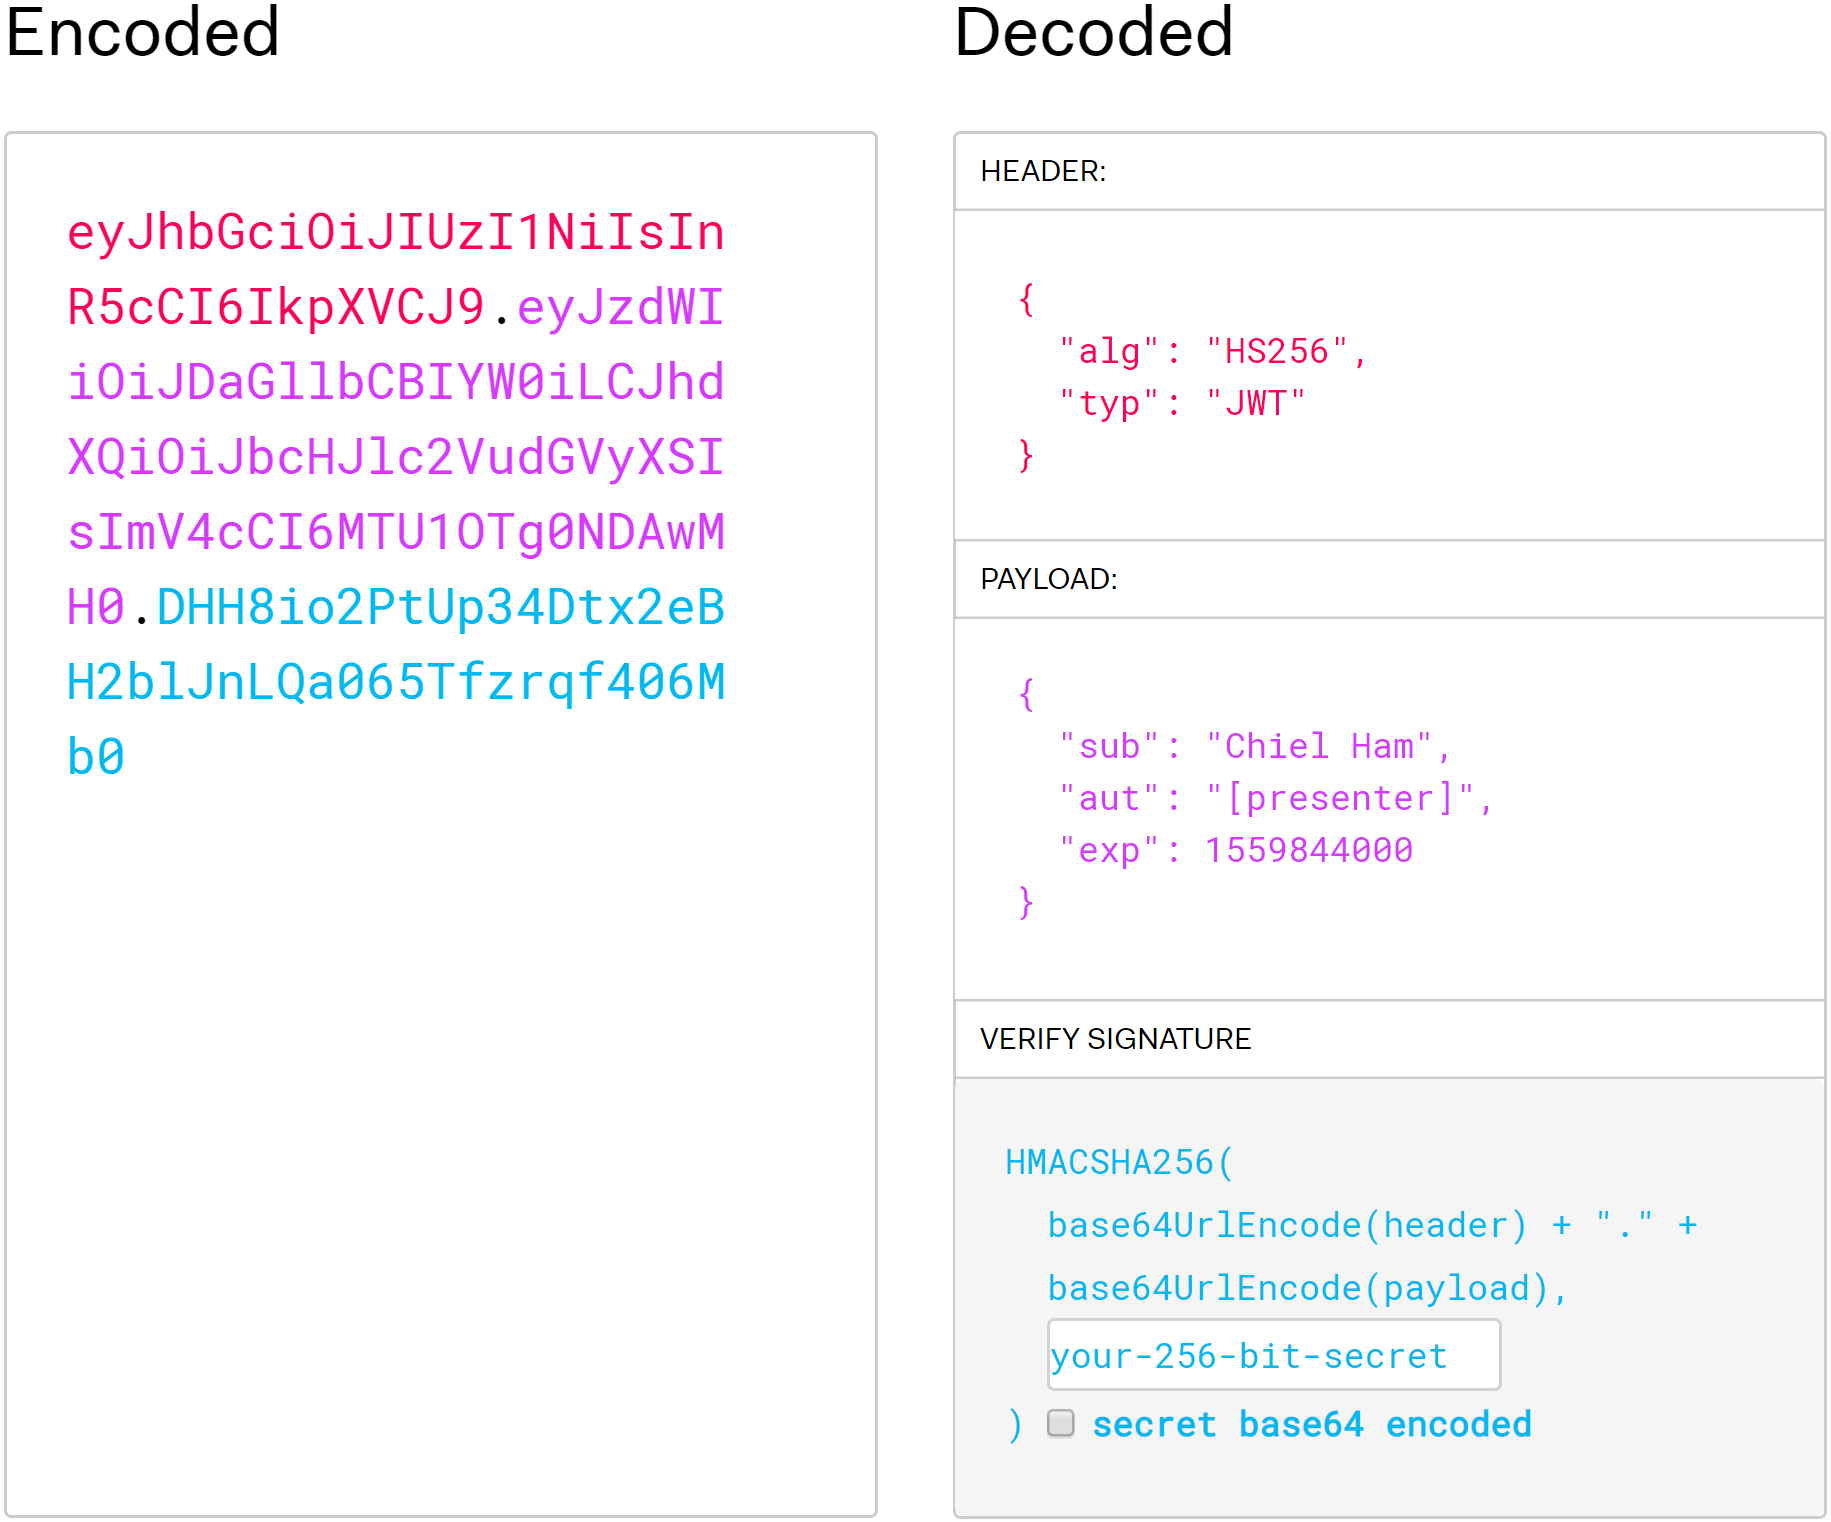 Encoded
eyJhbGciOiJIUzI1NiIsIn
R5cCI6IkpXVCJ9.eyJzdWI
iOiJDaGllbCBIYW0iLCJhd
XQiOiJbcHJlc2VudGVyXSI
sImV4cCI6MTU1OTg0NDAwM
H0.DHH8io2PtUp34Dtx2eB
H2blJnLQa065Tfzrqf406M
b0
Decoded
HEADER:
{
"alg": "HS256",
"typ": "JWT"
}
PAYLOAD:
{
"sub": "Chiel Ham",
"aut": "[presenter]",
"exp": 1559844000
}
VERIFY SIGNATURE
HMACSHA256(
base64UrlEncode(header) + "." +
base64UrlEncode(payload),
your-256-bit-secret
) secret base64 encoded